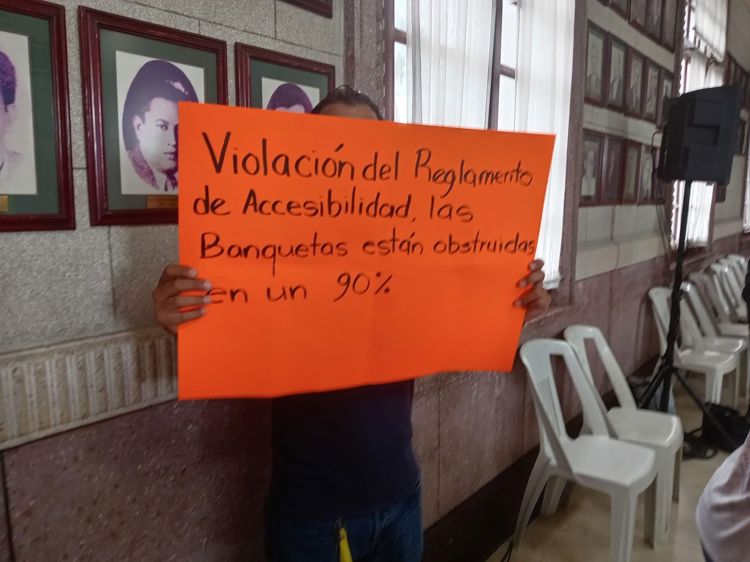 Violación del Reglamento
de Accesibilidad, las
Banquetas están obstruidas
en un 90%